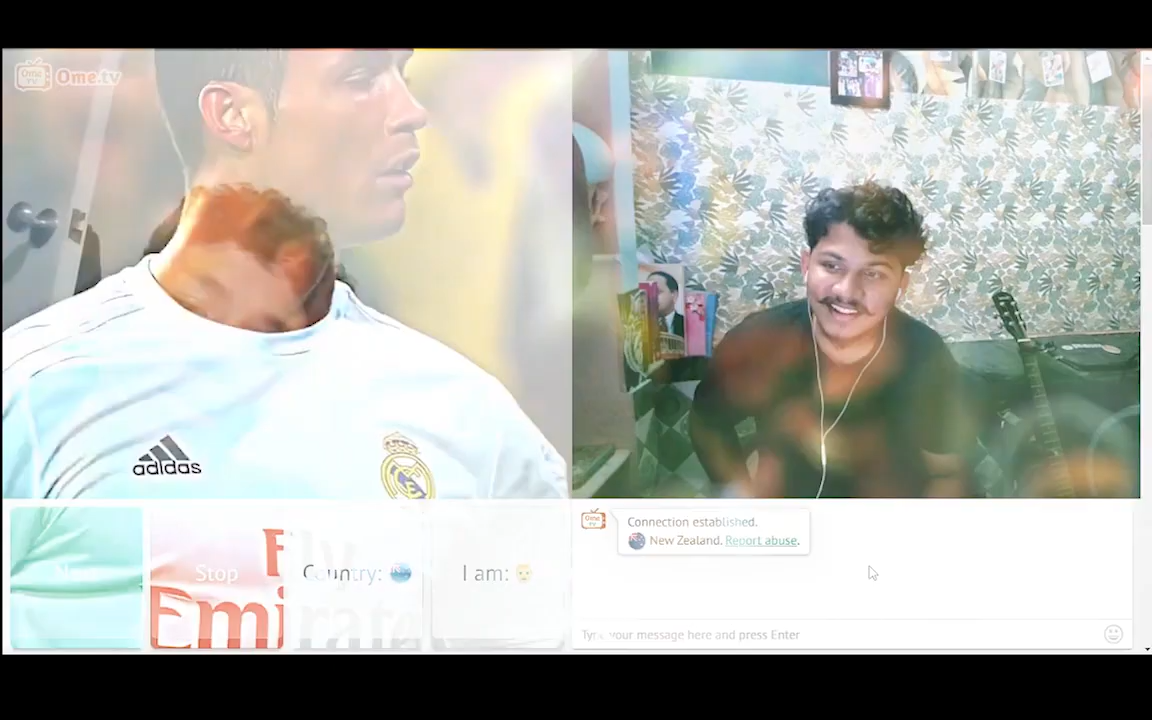 Ome.tv
adidas
Stop
Country:
I am:
Fly
Emirates
Connection established.
New Zealand. Report abuse.
Type your message here and press Enter